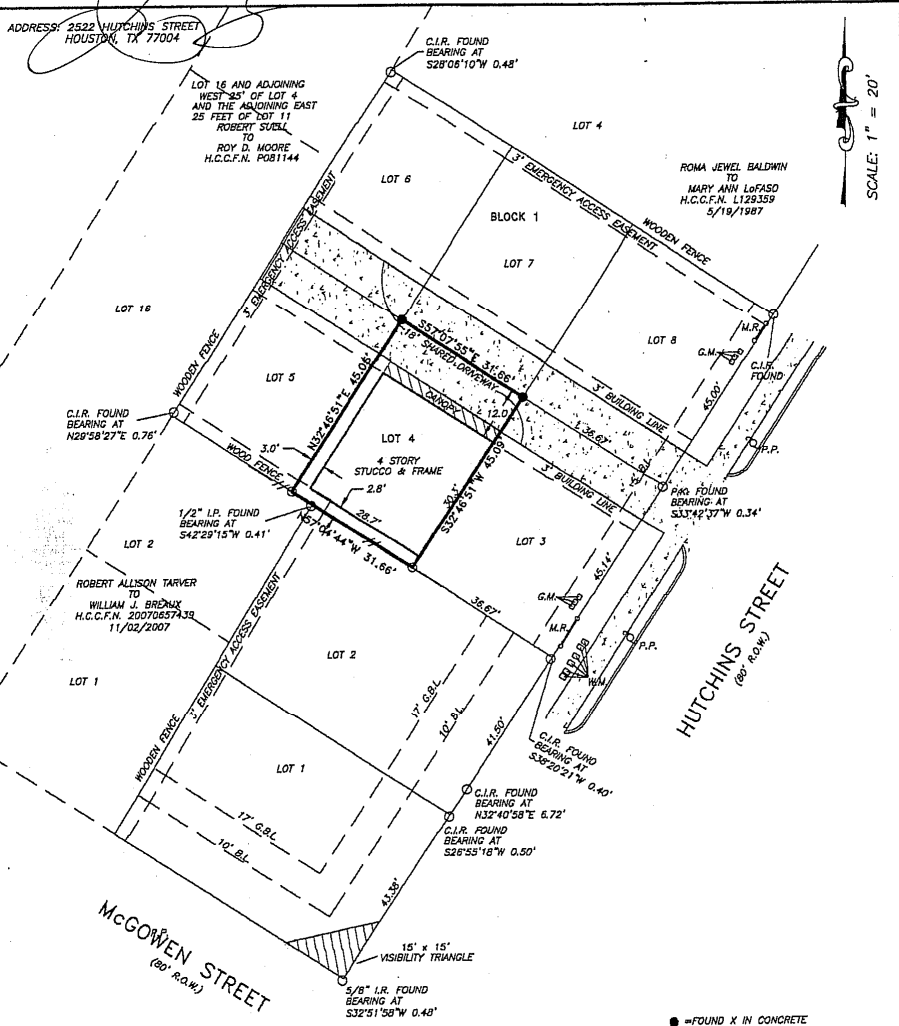 ADDRESS: 2522 HUTCHINS STREET
HOUSTON, TX 77004
C.I.R. FOUND
BEARING AT
S28°06'10"W 0.48'
LOT 16 AND ADJOINING
WEST 25' OF LOT 4
AND THE ADJOINING EAST
25 FEET OF LOT 11
ROBERT
TO
ROY D. MOORE
H.C.C.F.N. P081144
LOT 4
ROMA JEWEL BALDWIN
TO
MARY ANN LoFASO
H.C.C.F.N. L129359
5/19/1987
SCALE: 1" = 20'
LOT 6
3' EMERGENCY ACCESS EASEMENT
WOODEN FENCE
BLOCK 1
LOT 7
3' EMERGENCY ACCESS EASEMENT
LOT 16
WOODEN FENCE
LOT 8
M.R.
G.M.
C.I.R.
FOUND
45.00'
S57°07'55"E 31.66'
18' SHARED DRIVEWAY
3'
BUILDING LINE
36.67'
B.L.
P.P.
LOT 5
N32°46'51"E 45.06'
CANOPY
12.0'
C.I.R. FOUND
BEARING AT
N29°58'27"E 0.76'
WOOD FENCE
3.0'
LOT 4
4 STORY
STUCCO & FRAME
2.8'
28.7'
30.3'
S32°46'51"W 45.09'
3' BUILDING LINE
P.K. FOUND
BEARING AT
S33°42'37"W 0.34'
1/2" I.P. FOUND
BEARING AT
S42°29'15"W 0.41'
N57°04'44"W 31.66'
LOT 3
45.14'
LOT 2
ROBERT ALLISON TARVER
TO
WILLIAM J. BREAUX
H.C.C.F.N. 20070657439
11/02/2007
3' EMERGENCY ACCESS EASEMENT
36.67'
G.M.
M.R.
P.P.
W.M.
HUTCHINS STREET
(80' R.O.W.)
LOT 2
LOT 1
17' G.B.L.
10' B.L.
41.50'
C.I.R. FOUND
BEARING AT
S38°20'21"W 0.40'
WOODEN FENCE
LOT 1
C.I.R. FOUND
BEARING AT
N32°40'58"E 6.72'
C.I.R. FOUND
BEARING AT
S26°55'18"W 0.50'
17' G.B.L.
10' B.L.
43.38'
McGOWEN STREET
(80' R.O.W.)
P.P.
15' x 15'
VISIBILITY TRIANGLE
5/8" I.R. FOUND
BEARING AT
S32°51'58"W 0.48'
=FOUND X IN CONCRETE